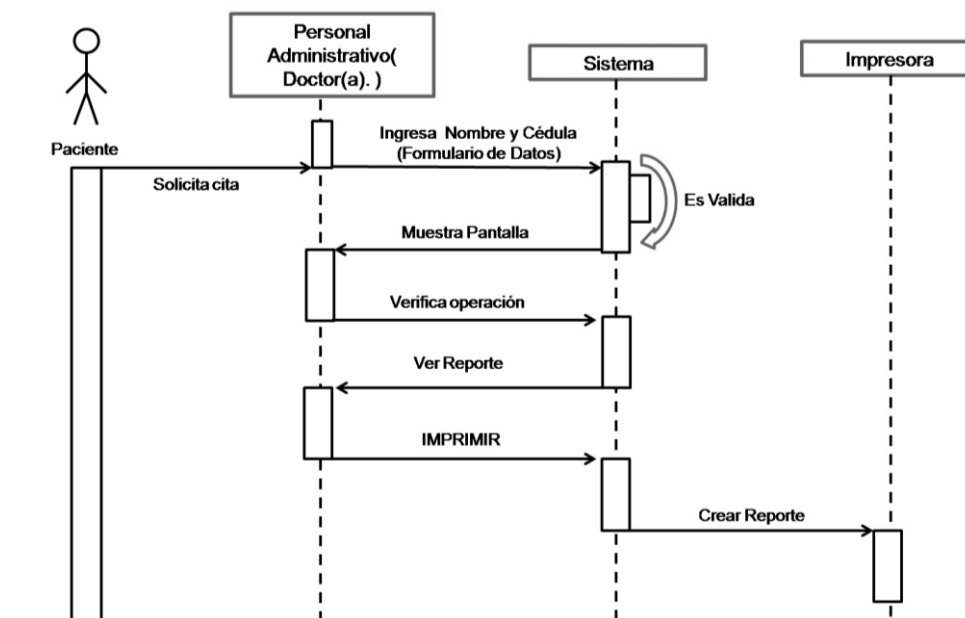 Personal
Administrativo(
Doctor(a). )
Sistema
Impresora
Paciente
Ingresa Nombre y Cédula
(Formulario de Datos)
Solicita cita
Es Valida
Muestra Pantalla
Verifica operación
Ver Reporte
IMPRIMIR
Crear Reporte